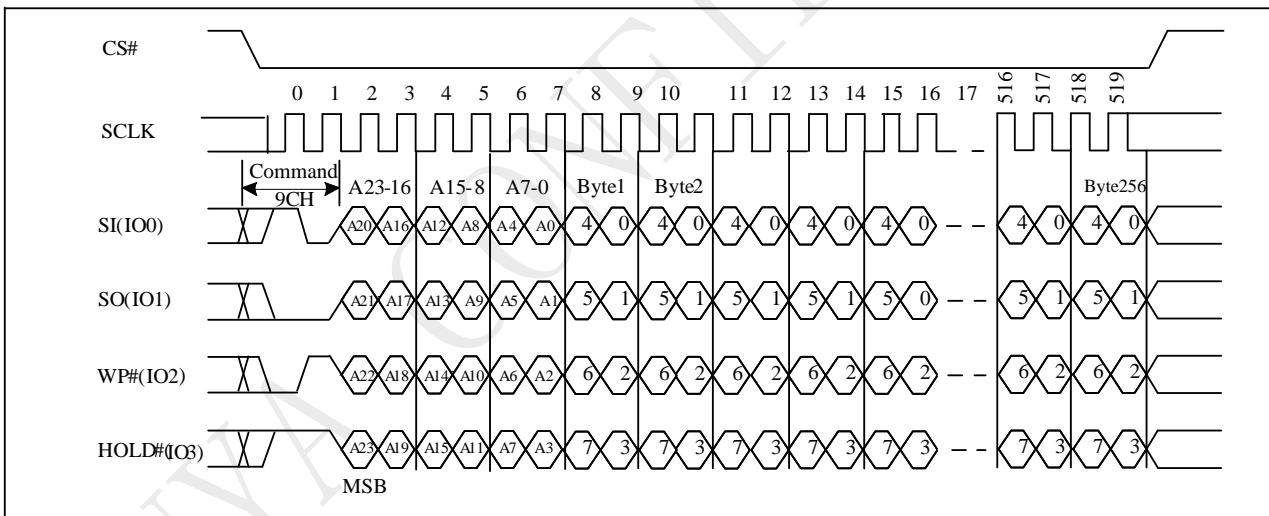 CS#
0 1 2 3 4 5 6 7 8 9 10 11 12 13 14 15 16 17 516 517 518 519
SCLK
Command
9CH
A23-16 A15-8 A7-0 Byte1 Byte2 Byte256
SI(IO0) A20 A16 A12 A8 A4 A0 4 0 4 0 4 0 4 0 4 0 4 0 4 0
SO(IO1) A21 A17 A13 A9 A5 A1 5 1 5 1 5 1 5 1 5 0 5 1 5 1
WP#(IO2) A22 A18 A14 A10 A6 A2 6 2 6 2 6 2 6 2 6 2 6 2 6 2
HOLD#(IO3) A23 A19 A15 A11 A7 A3 7 3 7 3 7 3 7 3 7 3 7 3 7 3
MSB